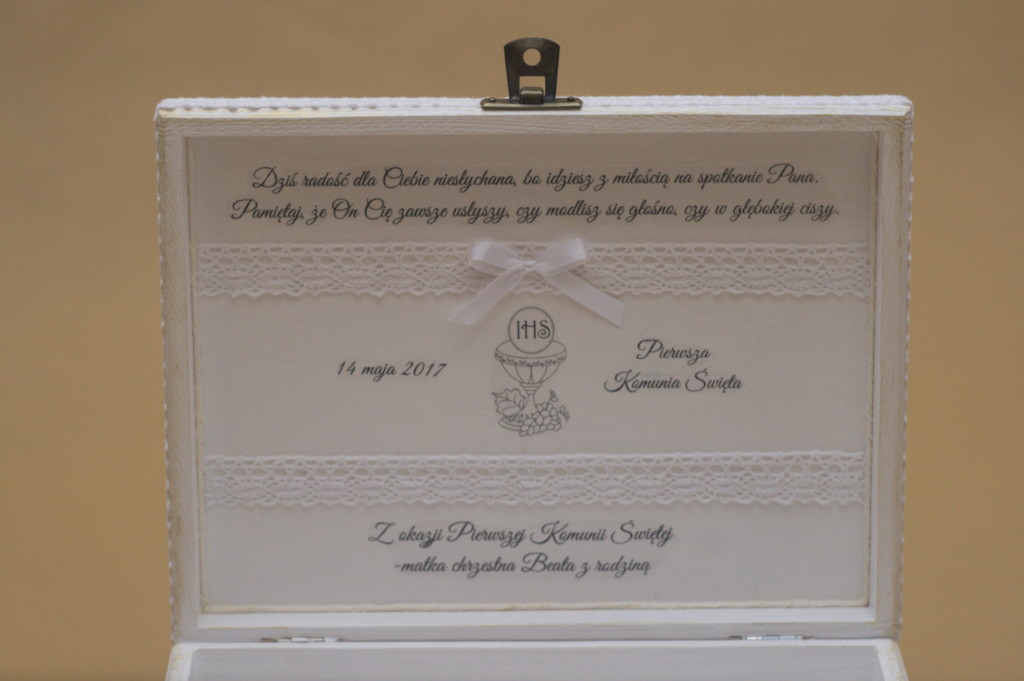 Dziś radość dla Ciebie niesłychana, bo idziesz z miłością na spotkanie Pana.
Pamiętaj, że On Cię zawsze usłyszy, czy modlisz się głośno, czy w głębokiej ciszy.
IHS
14 maja 2017
Pierwsza
Komunia Święta
Z okazji Pierwszej Komunii Świętej
-matka chrzestna Beata z rodziną